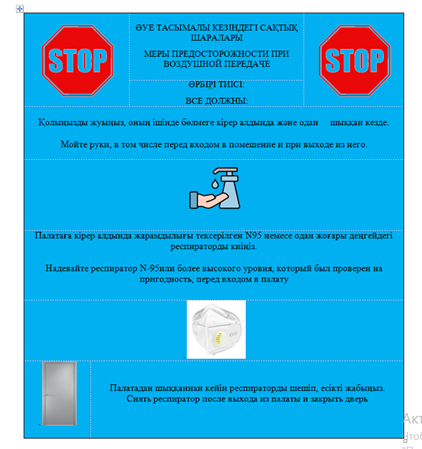 STOP
ӘУЕ ТАСЫМАЛЫ КЕЗІНДЕГІ САҚТЫҚ
ШАРАЛАРЫ
МЕРЫ ПРЕДОСТОРОЖНОСТИ ПРИ
ВОЗДУШНОЙ ПЕРЕДАЧЕ
ӘРБІРІ ТИІСІ:
ВСЕ ДОЛЖНЫ:
STOP
Қолыңызды жуыңыз, оның ішінде бөлмеге кірер алдында және одан шыққан кезде.
Мойте руки, в том числе перед входом в помещение и при выходе из него.
Палатаға кірер алдында жарамдылығы тексерілген N95 немесе одан жоғары деңгейдегі
респираторды киіңіз.
Надевайте респиратор N-95или более высокого уровня, который был проверен на
пригодность, перед входом в палату
Палатадан шыққаннан кейін респираторды шешіп, есікті жабыңыз.
Снять респиратор после выхода из палаты и закрыть дверь